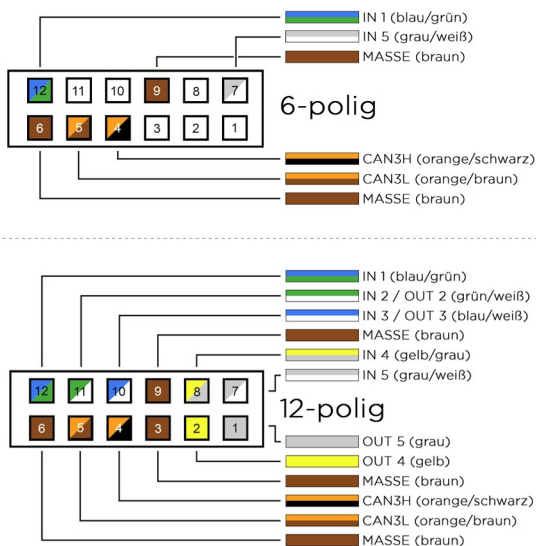 IN 1 (blau/grün)
IN 5 (grau/weiß)
MASSE (braun)
12 11 10 9 8 7
6-polig
6 5 4 3 2 1
CAN3H (orange/schwarz)
CAN3L (orange/braun)
MASSE (braun)
IN 1 (blau/grün)
IN 2 / OUT 2 (grün/weiß)
IN 3 / OUT 3 (blau/weiß)
MASSE (braun)
IN 4 (gelb/grau)
IN 5 (grau/weiß)
12 11 10 9 8 7
12-polig
6 5 4 3 2 1
OUT 5 (grau)
OUT 4 (gelb)
MASSE (braun)
CAN3H (orange/schwarz)
CAN3L (orange/braun)
MASSE (braun)